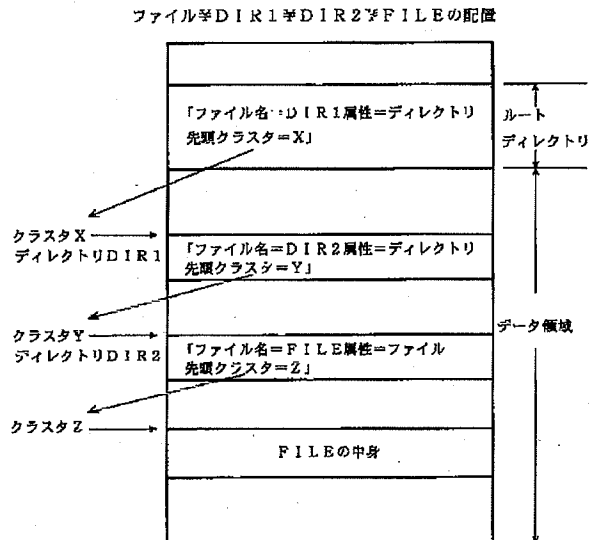 ファイル¥DIR1¥DIR2¥FILEの配置
「ファイル名=DIR1属性=ディレクトリ
先頭クラスター=X」
ルート
ディレクトリ
クラスタX
ディレクトリDIR1
「ファイル名=DIR2属性=ディレクトリ
先頭クラスター=Y」
クラスタY
ディレクトリDIR2
「ファイル名=FILE属性=ファイル
先頭クラスター=Z」
データ領域
クラスタZ
FILEの中身